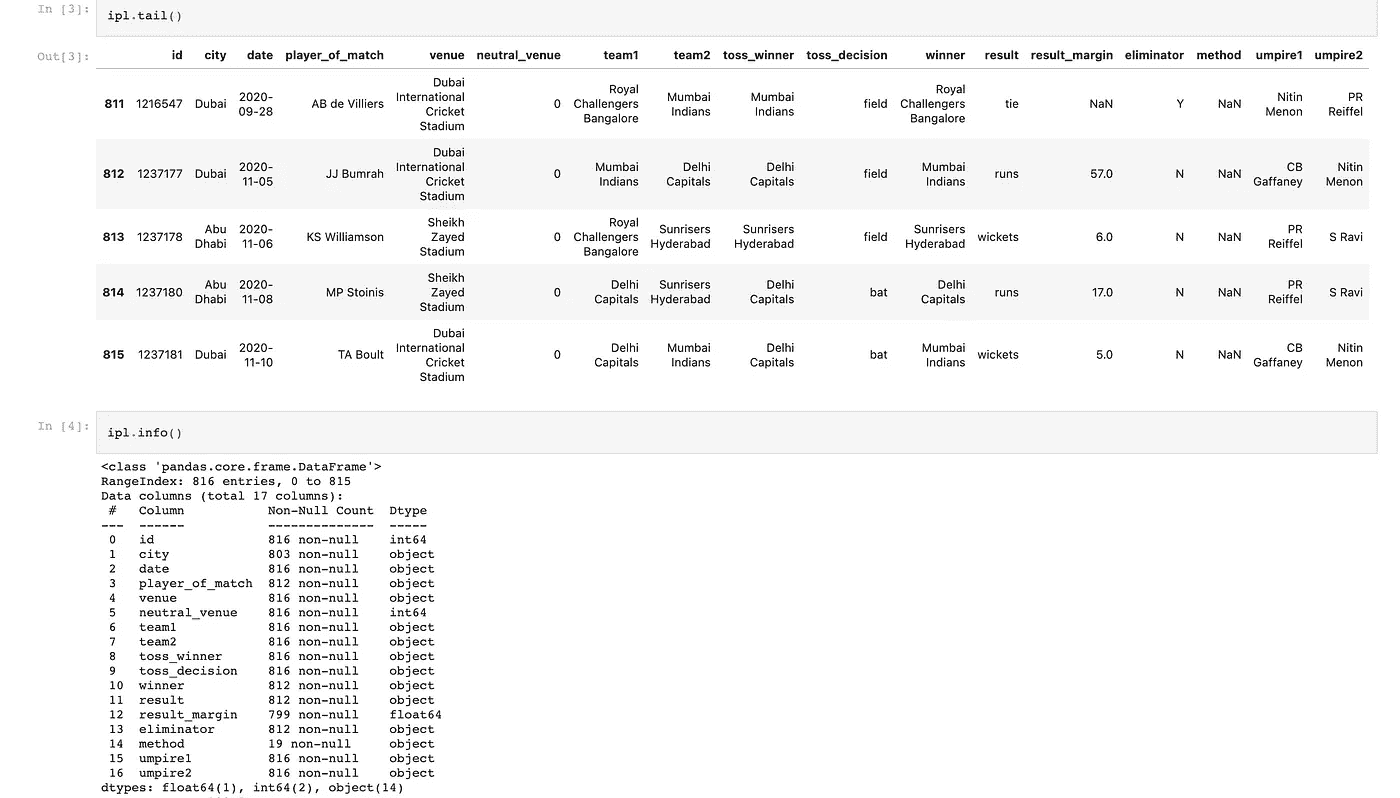 In [3]:
ipl.tail()
Out[3]:
id city date player_of_match venue neutral_venue team1 team2 toss_winner toss_decision winner result result_margin eliminator method umpire1 umpire2
811 1216547 Dubai 2020-09-28 AB de Villiers Dubai International Cricket Stadium 0 Royal Challengers Bangalore Mumbai Indians Mumbai Indians field Royal Challengers Bangalore tie NaN Y NaN Nitin Menon PR Reiffel
812 1237177 Dubai 2020-11-05 JJ Bumrah Dubai International Cricket Stadium 0 Mumbai Indians Delhi Capitals Delhi Capitals field Mumbai Indians runs 57.0 N NaN CB Gaffaney Nitin Menon
813 1237178 Abu Dhabi 2020-11-06 KS Williamson Sheikh Zayed Stadium 0 Royal Challengers Bangalore Sunrisers Hyderabad Sunrisers Hyderabad field Sunrisers Hyderabad wickets 6.0 N NaN PR Reiffel S Ravi
814 1237180 Abu Dhabi 2020-11-08 MP Stoinis Sheikh Zayed Stadium 0 Delhi Capitals Sunrisers Hyderabad Delhi Capitals bat Delhi Capitals runs 17.0 N NaN PR Reiffel S Ravi
815 1237181 Dubai 2020-11-10 TA Boult Dubai International Cricket Stadium 0 Delhi Capitals Mumbai Indians Delhi Capitals bat Mumbai Indians wickets 5.0 N NaN CB Gaffaney Nitin Menon
In [4]:
ipl.info()
<class 'pandas.core.frame.DataFrame'>
RangeIndex: 816 entries, 0 to 815
Data columns (total 17 columns):
# Column Non-Null Count Dtype
--- ------ -------------- -----
0 id 816 non-null int64
1 city 803 non-null object
2 date 816 non-null object
3 player_of_match 812 non-null object
4 venue 816 non-null object
5 neutral_venue 816 non-null int64
6 team1 816 non-null object
7 team2 816 non-null object
8 toss_winner 816 non-null object
9 toss_decision 816 non-null object
10 winner 812 non-null object
11 result 812 non-null object
12 result_margin 799 non-null float64
13 eliminator 812 non-null object
14 method 19 non-null object
15 umpire1 816 non-null object
16 umpire2 816 non-null object
dtypes: float64(1), int64(2), object(14)